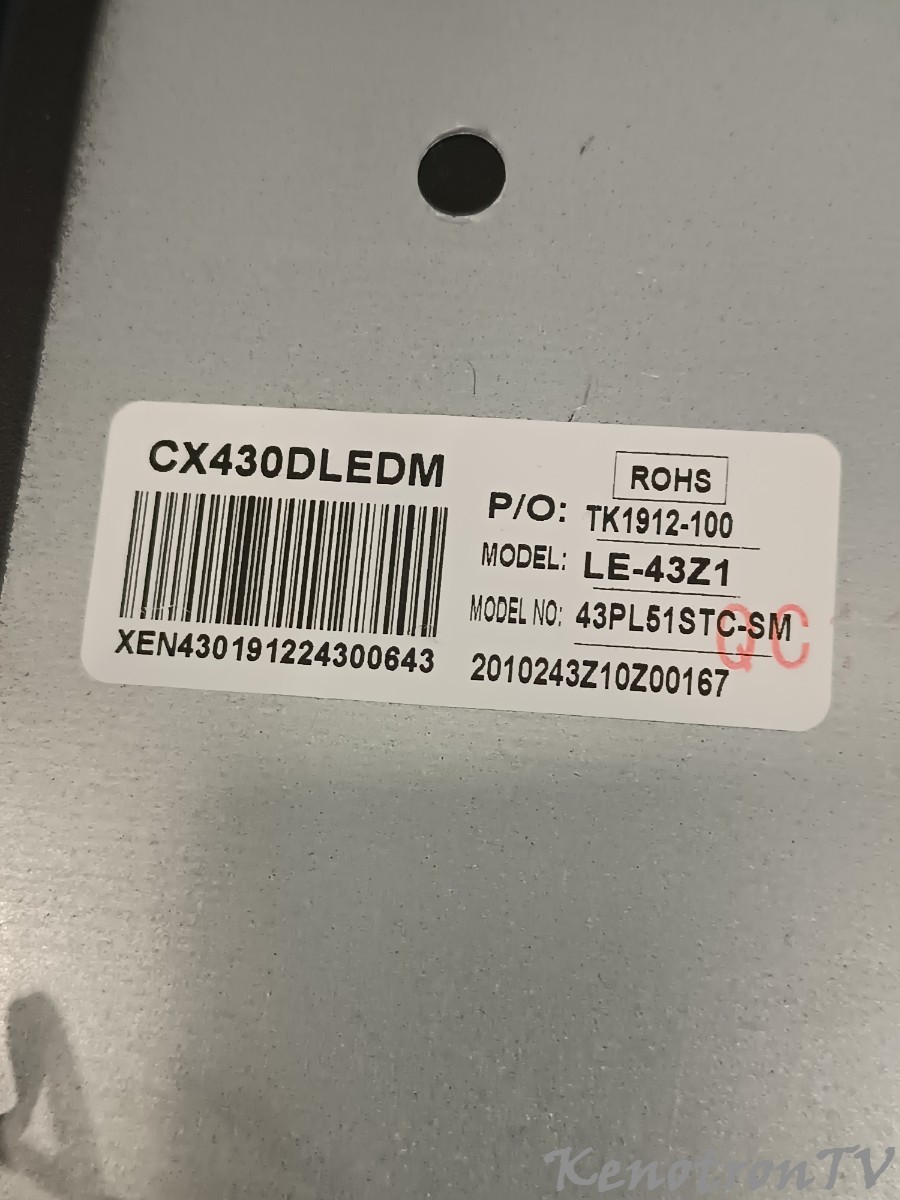 CX430DLEDM
XEN430191224300643
ROHS
P/O: TK1912-100
MODEL: LE-43Z1
MODEL NO: 43PL51STC-SM
QC
2010243Z10Z00167
KenotronTV